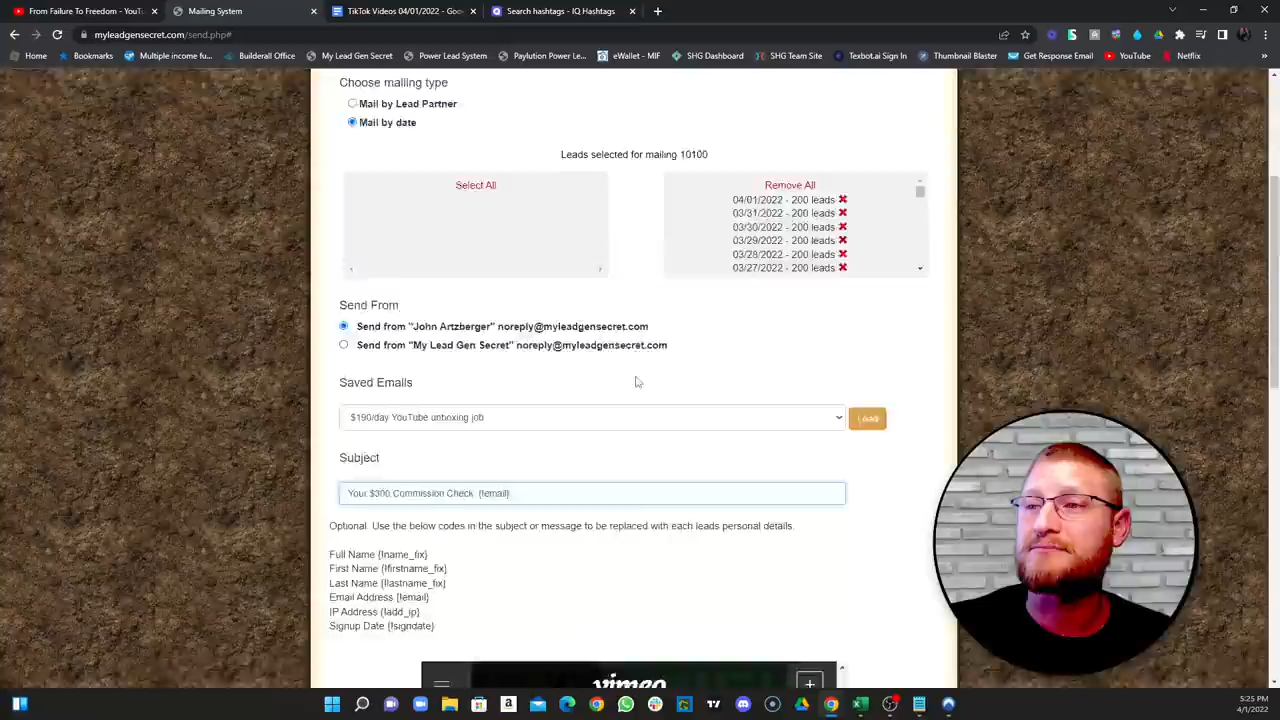 From Failure To Freedom - YouTu
Mailing System
TikTok Videos 04/01/2022 - Goo
Search hashtags - IQ Hashtags
myleadgensecret.com/send.php#
Home
Bookmarks
Multiple income fu...
Builderall Office
My Lead Gen Secret
Power Lead System
Paylution Power Le...
eWallet - MIF
SHG Dashboard
SHG Team Site
Texbot.ai Sign In
Thumbnail Blaster
Get Response Email
YouTube
Netflix
Choose mailing type
Mail by Lead Partner
Mail by date
Leads selected for mailing 10100
Select All
Remove All
04/01/2022 - 200 leads
03/31/2022 - 200 leads
03/30/2022 - 200 leads
03/29/2022 - 200 leads
03/28/2022 - 200 leads
03/27/2022 - 200 leads
Send From
Send from "John Artzberger" noreply@myleadgensecret.com
Send from "My Lead Gen Secret" noreply@myleadgensecret.com
Saved Emails
$190/day YouTube unboxing job
Load
Subject
Your $300 Commission Check {!email}
Optional. Use the below codes in the subject or message to be replaced with each leads personal details.
Full Name {!name_fix}
First Name {!firstname_fix}
Last Name {!lastname_fix}
Email Address {!email}
IP Address {!add_ip}
Signup Date {!signdate}
vimeo
5:25 PM
4/1/2022